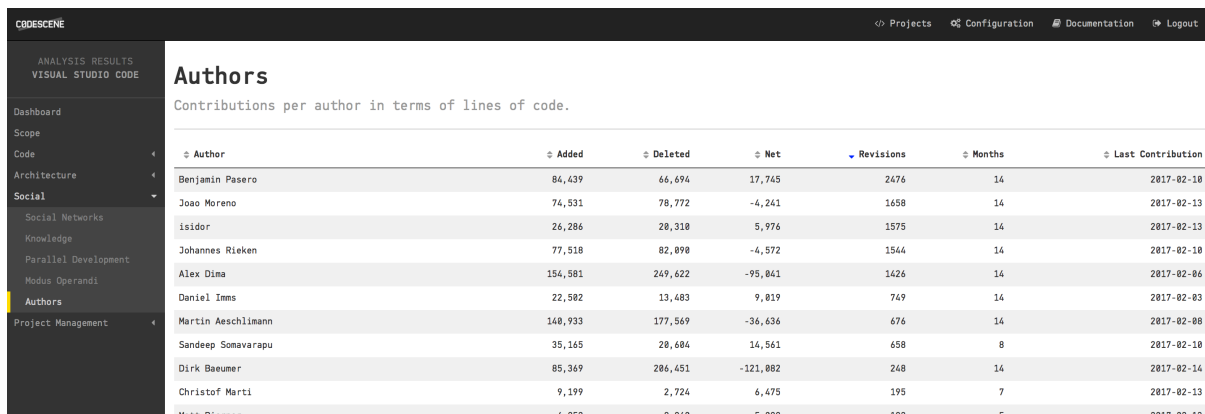 CODESCENE
Projects Configuration Documentation Logout
ANALYSIS RESULTS
VISUAL STUDIO CODE
Dashboard
Scope
Code
Architecture
Social
Social Networks
Knowledge
Parallel Development
Modus Operandi
Authors
Project Management
Authors
Contributions per author in terms of lines of code.
Author Added Deleted Net Revisions Months Last Contribution
Benjamin Pasero 84,439 66,694 17,745 2476 14 2017-02-10
Joao Moreno 74,531 78,772 -4,241 1658 14 2017-02-13
isidor 26,286 20,310 5,976 1575 14 2017-02-13
Johannes Rieken 77,518 82,090 -4,572 1544 14 2017-02-10
Alex Dima 154,581 249,622 -95,041 1426 14 2017-02-06
Daniel Imms 22,502 13,483 9,019 749 14 2017-02-03
Martin Aeschlimann 140,933 177,569 -36,636 676 14 2017-02-08
Sandeep Somavarapu 35,165 20,604 14,561 658 8 2017-02-10
Dirk Baeumer 85,369 206,451 -121,082 248 14 2017-02-14
Christof Marti 9,199 2,724 6,475 195 7 2017-02-13